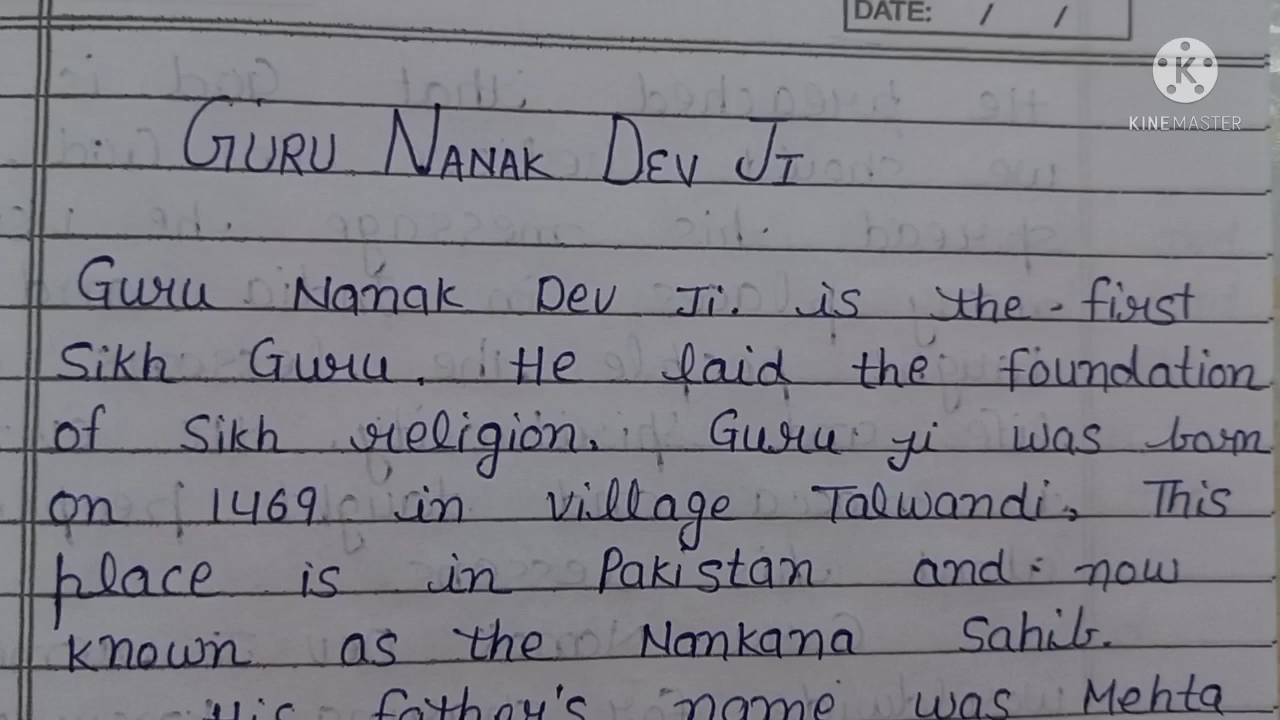 DATE: / /
KINEMASTER
GURU NANAK DEV JI
Guru Nanak Dev Ji. is the first
Sikh Guru. He laid the foundation
of Sikh religion. Guru ji was born
on 1469 in village Talwandi. This
place is in Pakistan and now
known as the Nankana Sahib.
His father's name was Mehta